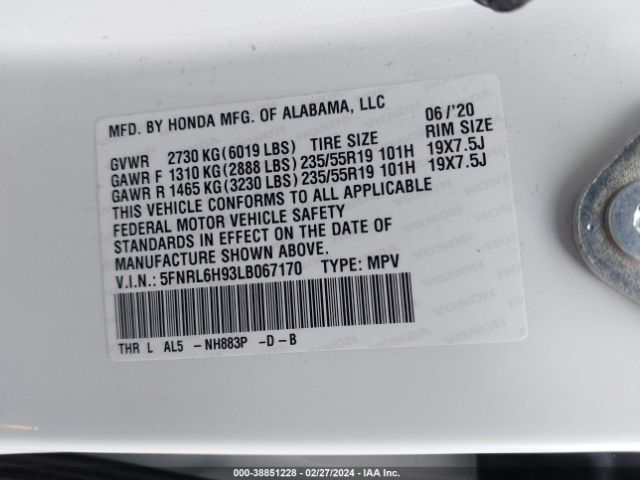 MFD. BY HONDA MFG. OF ALABAMA, LLC 06/'20
GVWR 2730 KG(6019 LBS) TIRE SIZE RIM SIZE
GAWR F 1310 KG(2888 LBS) 235/55R19 101H 19X7.5J
GAWR R 1465 KG(3230 LBS) 235/55R19 101H 19X7.5J
THIS VEHICLE CONFORMS TO ALL APPLICABLE
FEDERAL MOTOR VEHICLE SAFETY
STANDARDS IN EFFECT ON THE DATE OF
MANUFACTURE SHOWN ABOVE.
V.I.N.: 5FNRL6H93LB067170 TYPE: MPV
THR L AL5 -NH883P -D-B
000-38851228 - 02/27/2024 - IAA Inc.